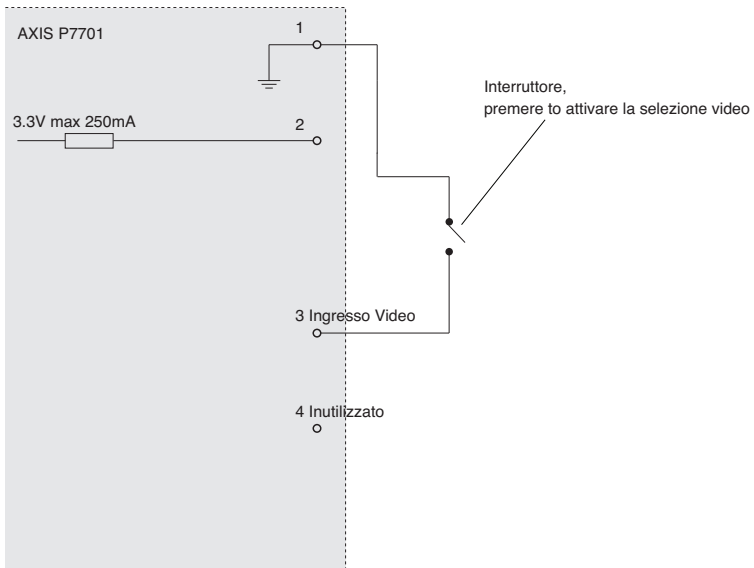 AXIS P7701
1
Interruttore,
premere to attivare la selezione video
3.3V max 250mA
2
3 Ingresso Video
4 Inutilizzato